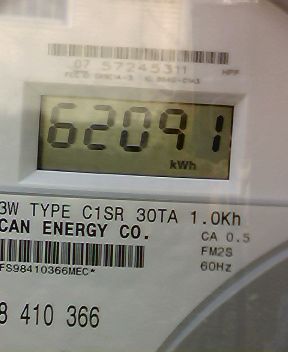 07 57245311 HPF
62091
kWh
3W TYPE C1SR 30TA 1.0Kh
CAN ENERGY CO. CA 0.5
FM2S
60Hz
FS98410366MEC*
8 410 366